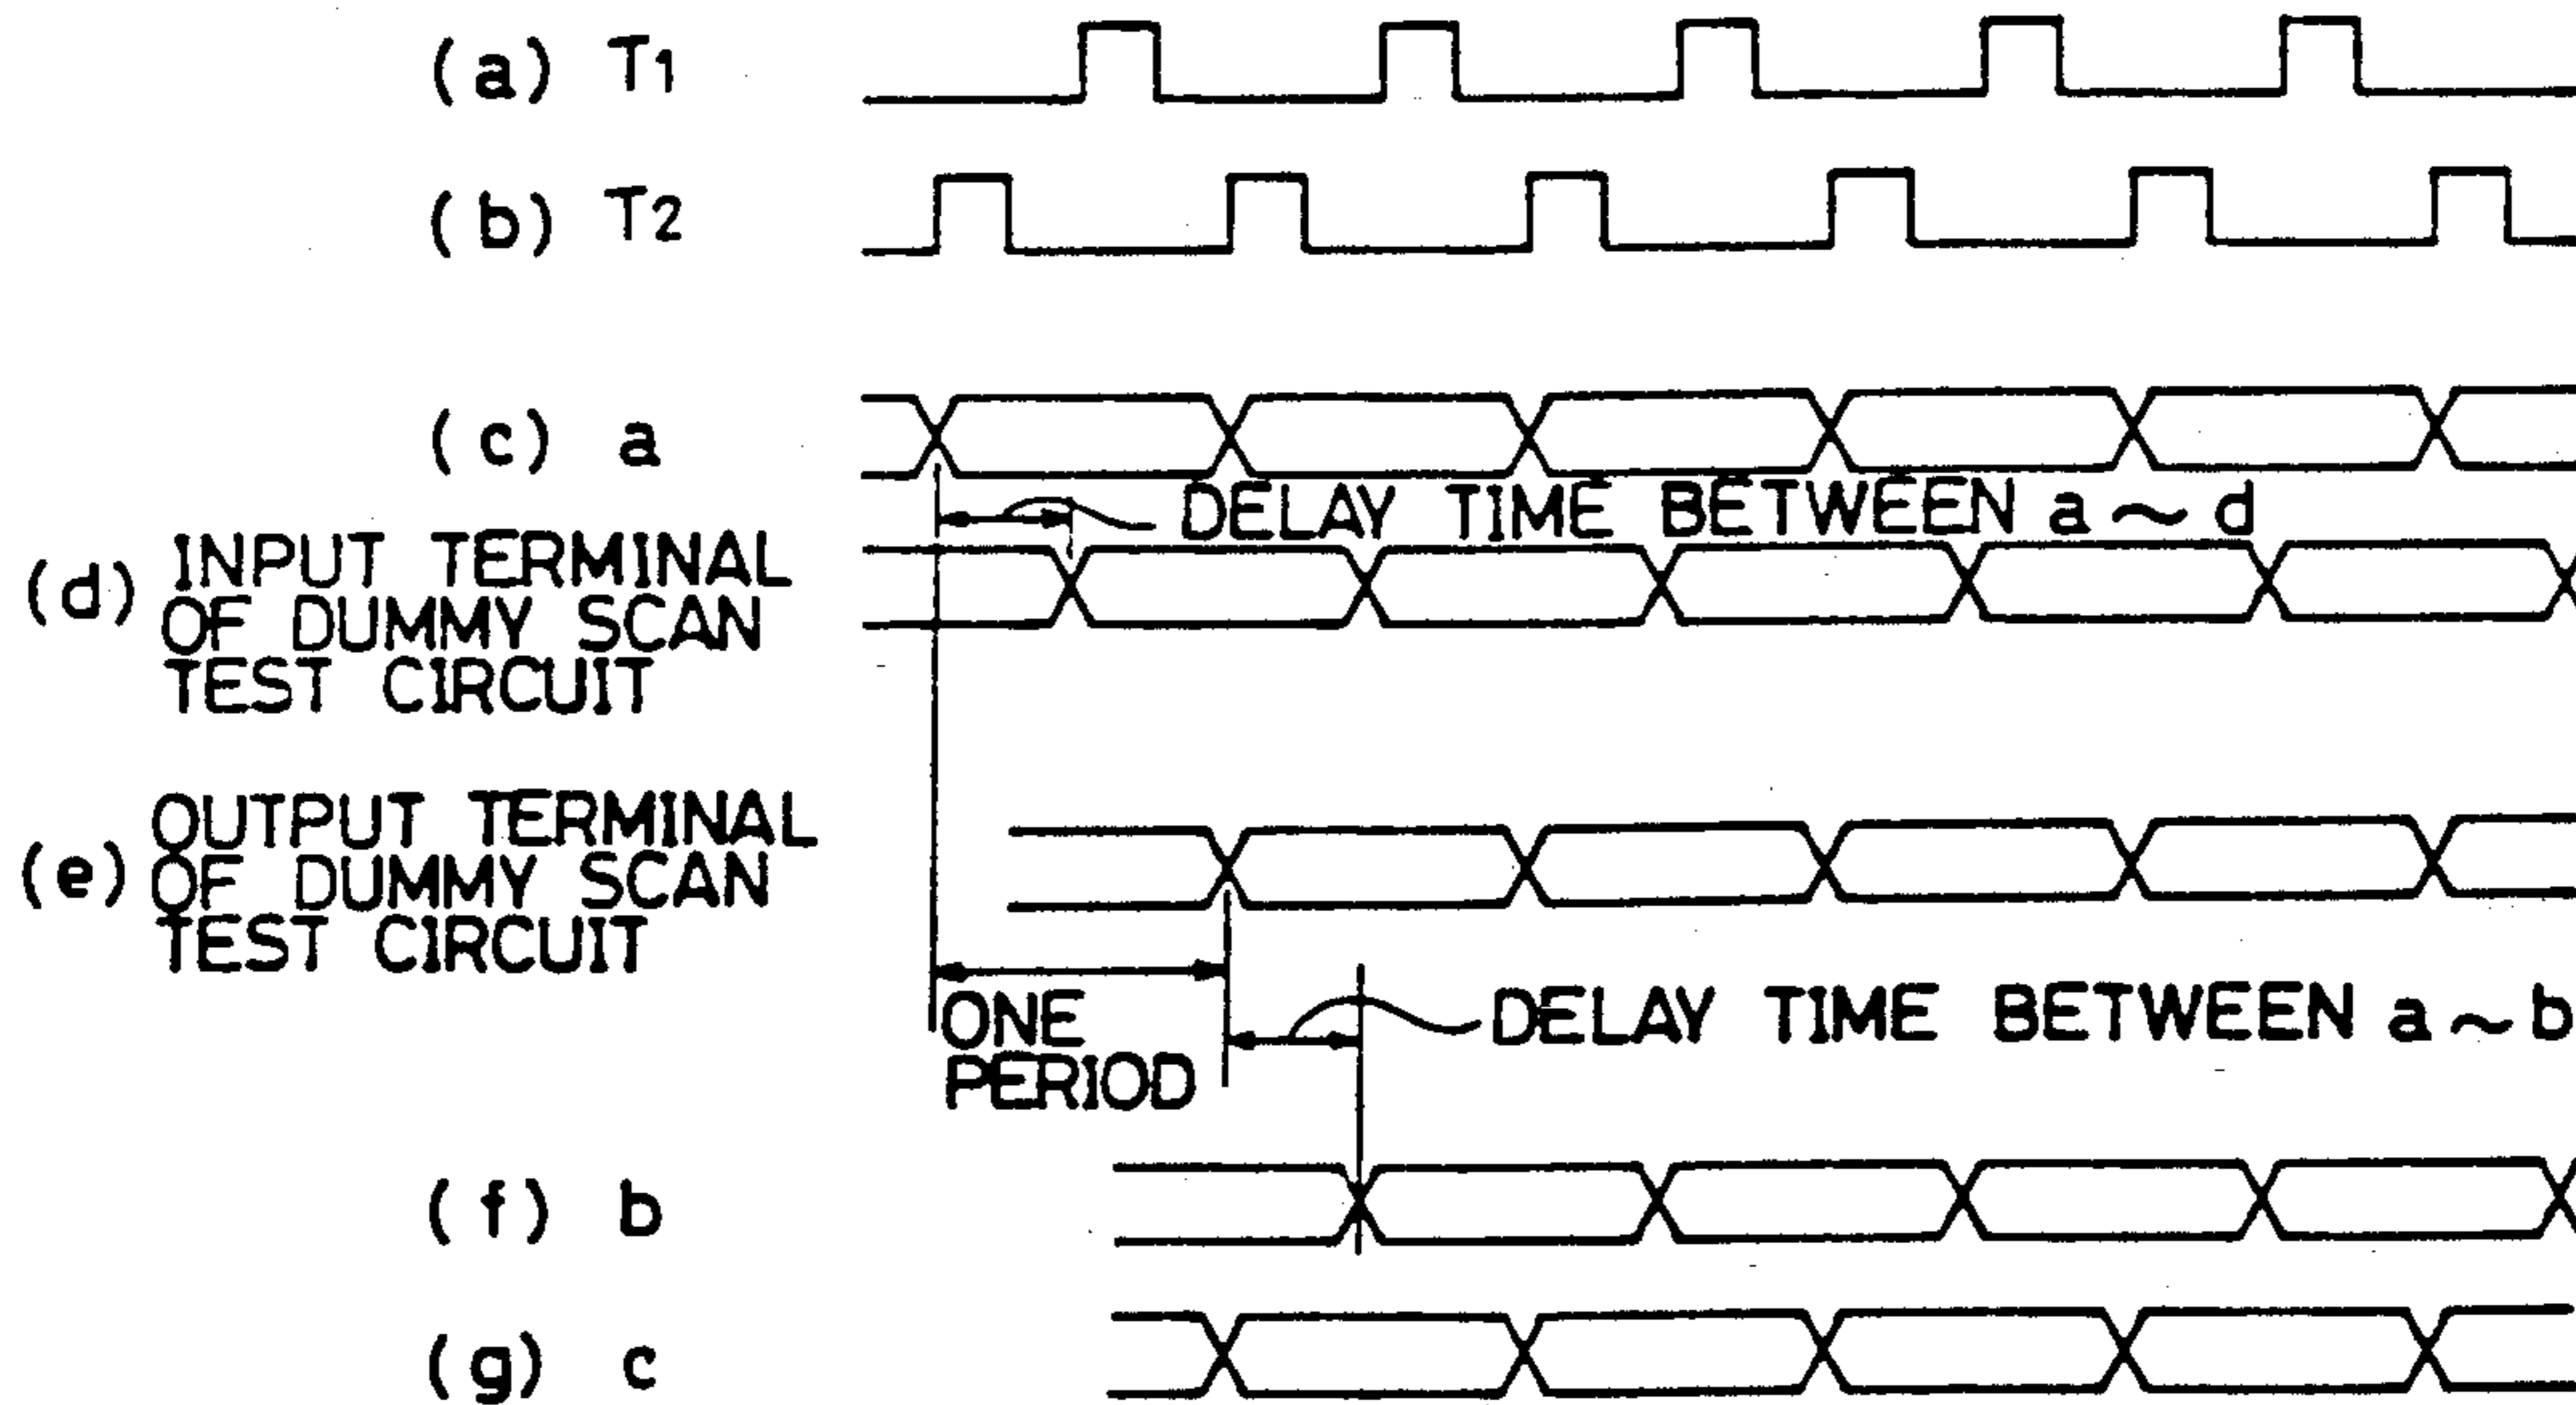 (a) T1
(b) T2
(c) a
DELAY TIME BETWEEN a ~ d
(d) INPUT TERMINAL
OF DUMMY SCAN
TEST CIRCUIT
(e) OUTPUT TERMINAL
OF DUMMY SCAN
TEST CIRCUIT
ONE
PERIOD
DELAY TIME BETWEEN a ~ b
(f) b
(g) c